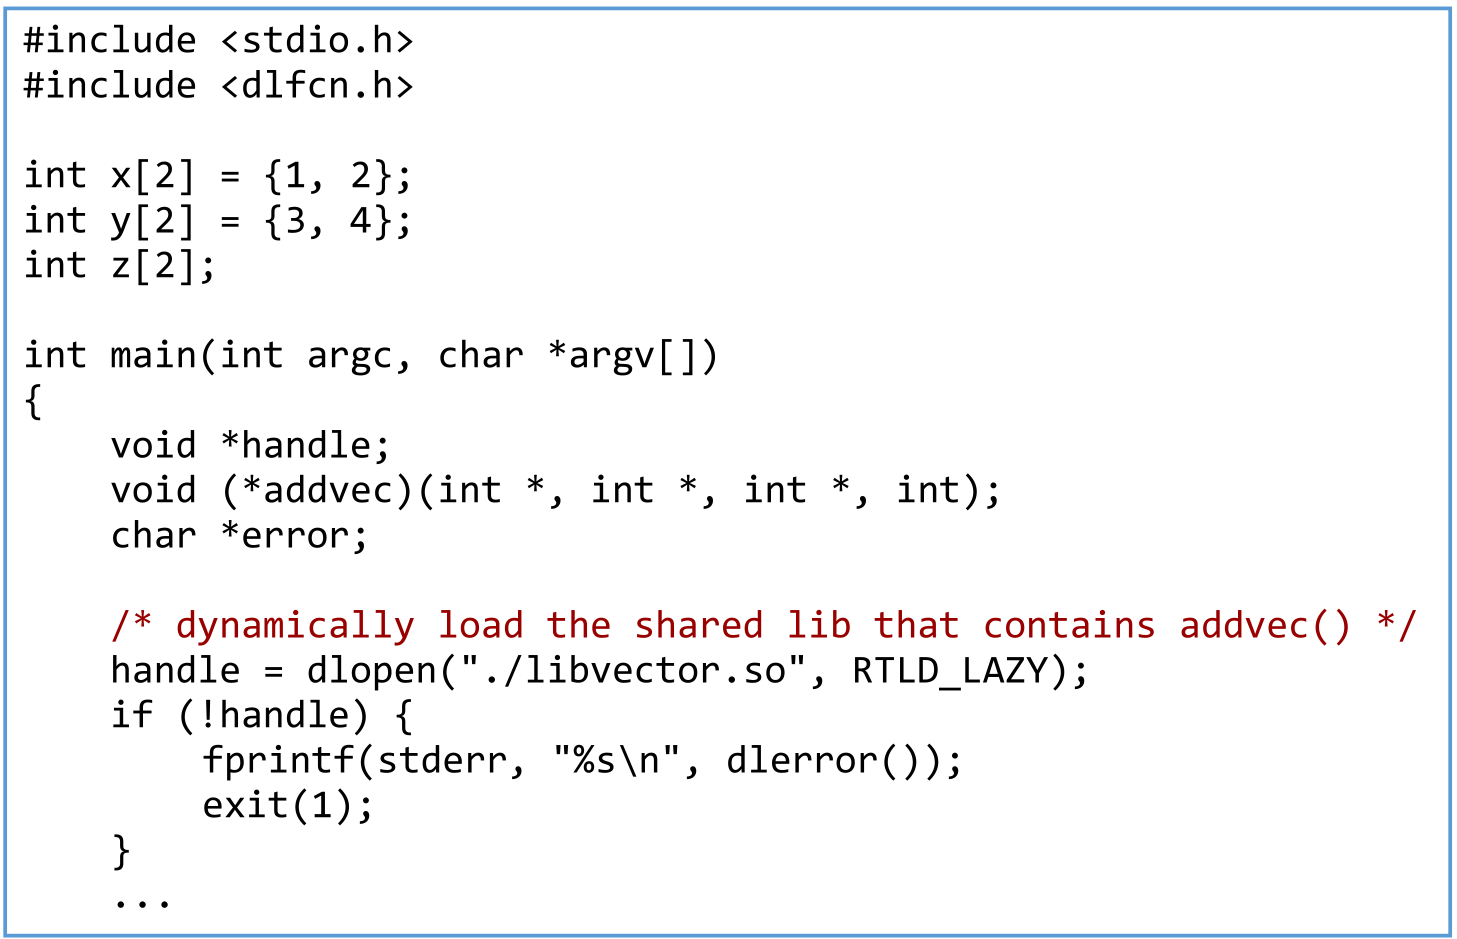 #include <stdio.h>
#include <dlfcn.h>

int x[2] = {1, 2};
int y[2] = {3, 4};
int z[2];

int main(int argc, char *argv[])
{
    void *handle;
    void (*addvec)(int *, int *, int *, int);
    char *error;

    /* dynamically load the shared lib that contains addvec() */
    handle = dlopen("./libvector.so", RTLD_LAZY);
    if (!handle) {
        fprintf(stderr, "%s\n", dlerror());
        exit(1);
    }
    ...